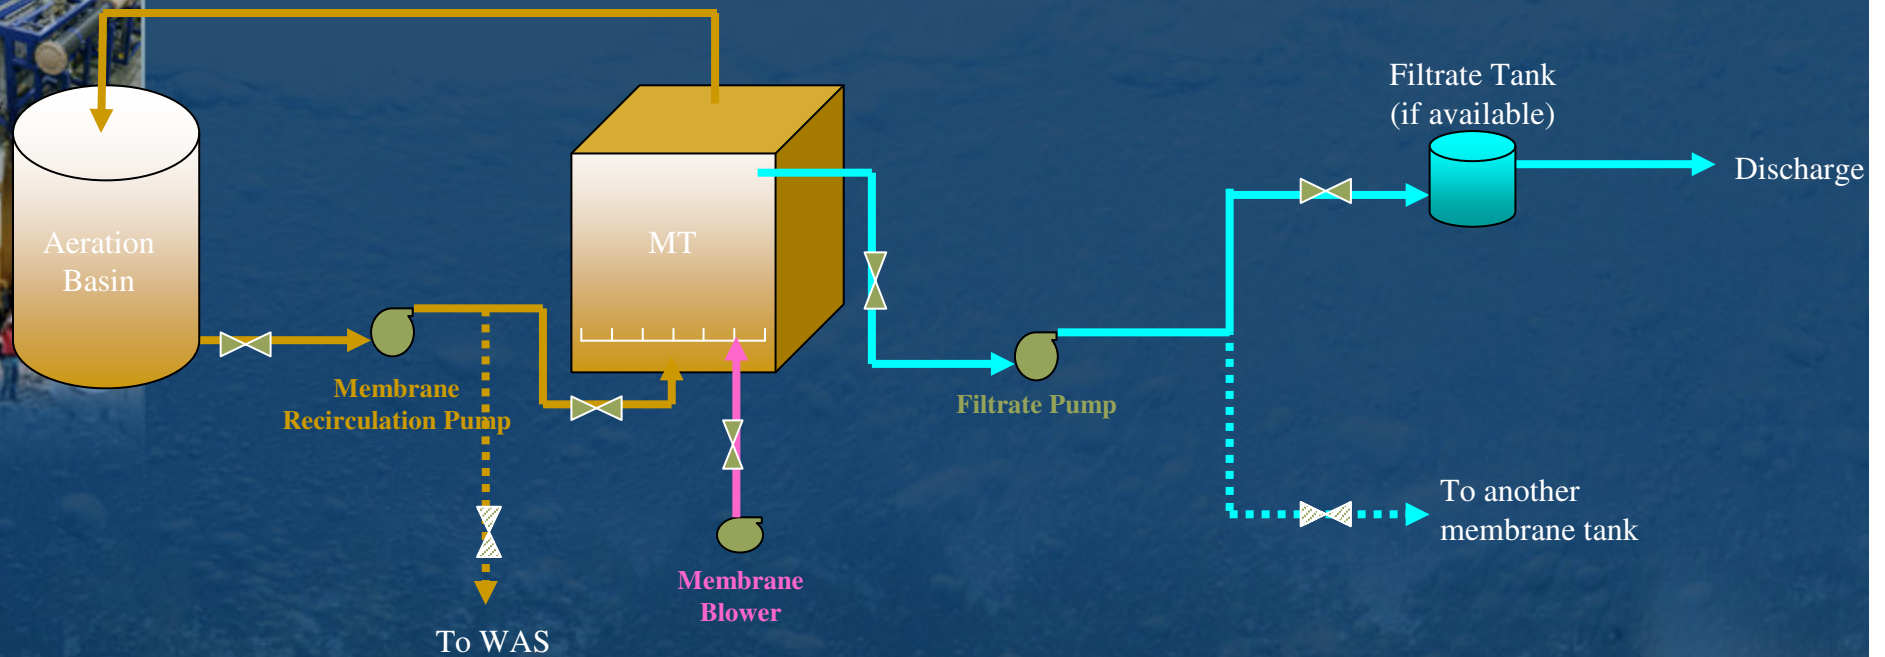 Filtrate Tank
(if available)
Discharge
Aeration
Basin
MT
Membrane
Recirculation Pump
Filtrate Pump
To another
membrane tank
Membrane
Blower
To WAS